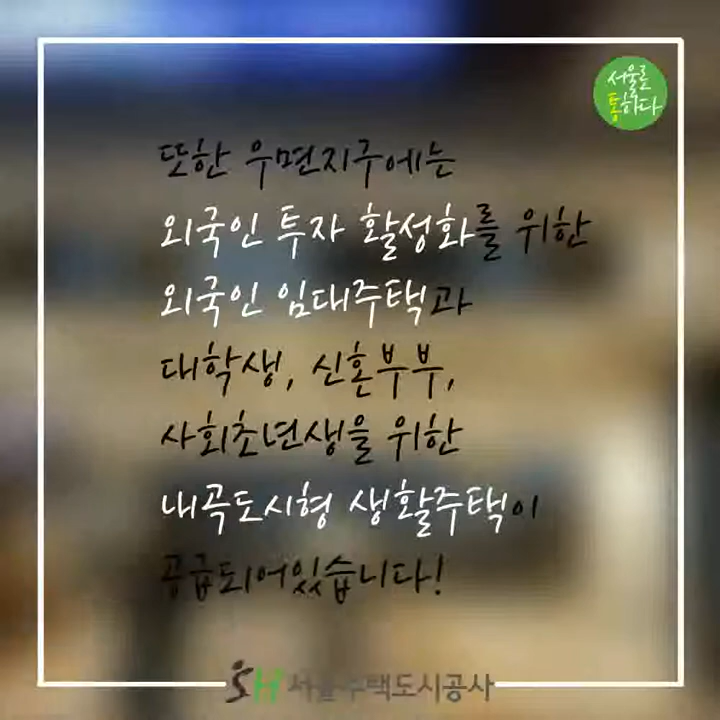 서울로
통하다
또한 우면지구에는
외국인 투자 활성화를 위한
외국인 임대주택과
대학생, 신혼부부,
사회초년생을 위한
내곡도시형 생활주택이
공급되어있습니다!
SH 서울주택도시공사